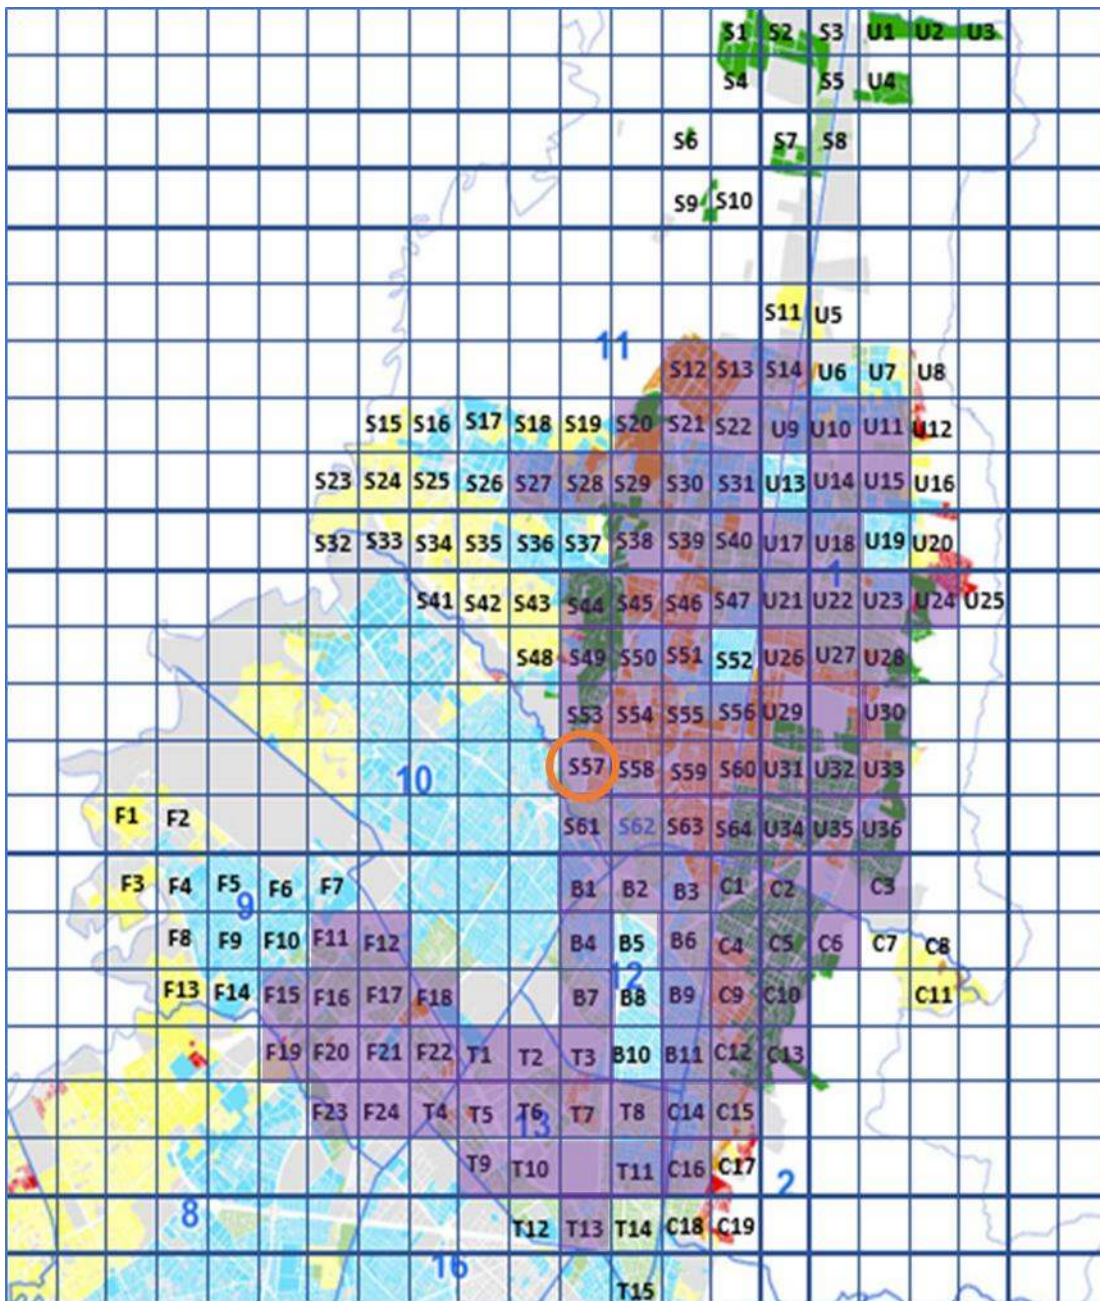 S1 S2 S3 U1 U2 U3
S4 S5 U4
S6 S7 S8
S9 S10
S11 U5
11
S12 S13 S14 U6 U7 U8
S15 S16 S17 S18 S19 S20 S21 S22 U9 U10 U11 U12
S23 S24 S25 S26 S27 S28 S29 S30 S31 U13 U14 U15 U16
S32 S33 S34 S35 S36 S37 S38 S39 S40 U17 U18 U19 U20
1
S41 S42 S43 S44 S45 S46 S47 U21 U22 U23 U24 U25
S48 S49 S50 S51 S52 U26 U27 U28
S53 S54 S55 S56 U29 U30
10 S57 S58 S59 S60 U31 U32 U33
F1 F2 S61 S62 S63 S64 U34 U35 U36
F3 F4 F5 F6 F7 B1 B2 B3 C1 C2 C3
9
F8 F9 F10 F11 F12 B4 B5 B6 C4 C5 C6 C7 C8
12
F13 F14 F15 F16 F17 F18 B7 B8 B9 C9 C10 C11
F19 F20 F21 F22 T1 T2 T3 B10 B11 C12 C13
F23 F24 T4 T5 T6 T7 T8 C14 C15
13
T9 T10 T11 C16 C17
2
8 T12 T13 T14 C18 C19
16
T15